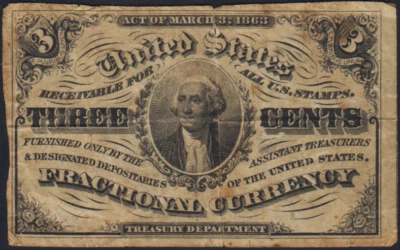 ACT OF MARCH 3: 1863
3 3
United States
RECEIVABLE FOR ALL U.S. STAMPS.
THREE CENTS
FURNISHED ONLY BY THE ASSISTANT TREASURERS
& DESIGNATED DEPOSITARIES OF THE UNITED STATES.
FRACTIONAL CURRENCY
TREASURY DEPARTMENT